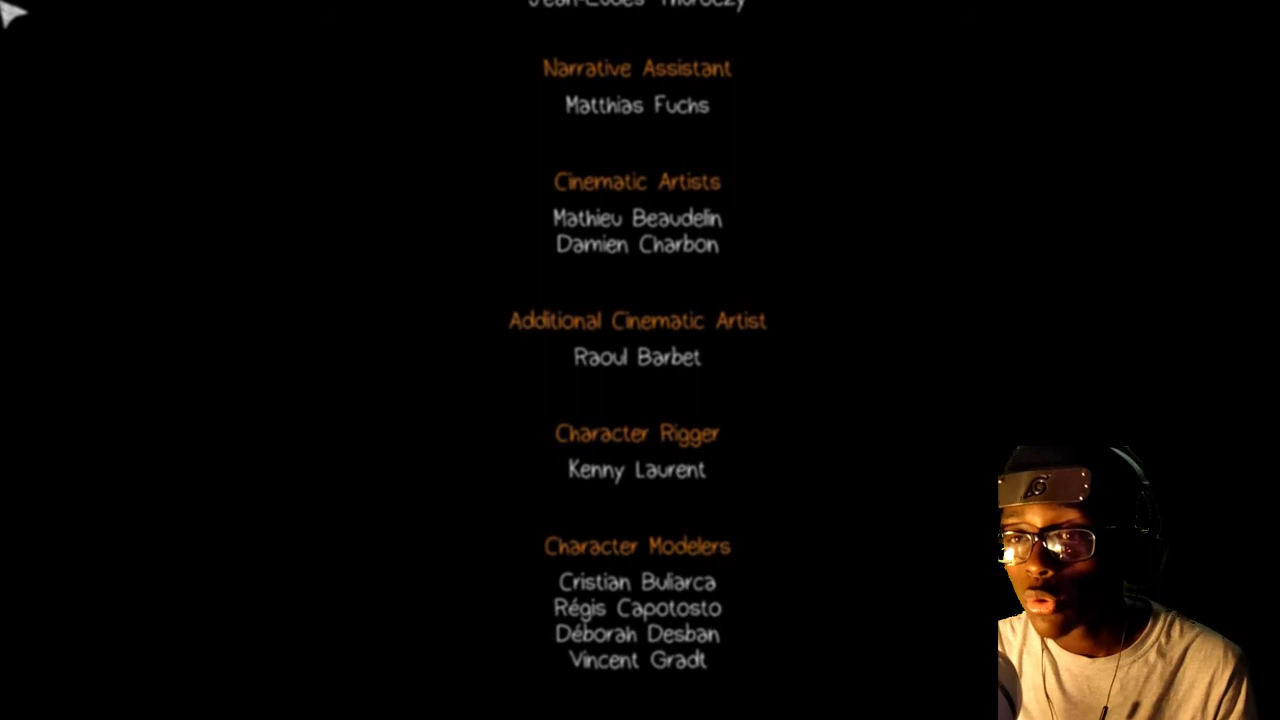 Narrative Assistant
Matthias Fuchs
Cinematic Artists
Mathieu Beaudelin
Damien Charbon
Additional Cinematic Artist
Raoul Barbet
Character Rigger
Kenny Laurent
Character Modelers
Cristian Buliarca
Régis Capotosto
Déborah Desban
Vincent Gradt